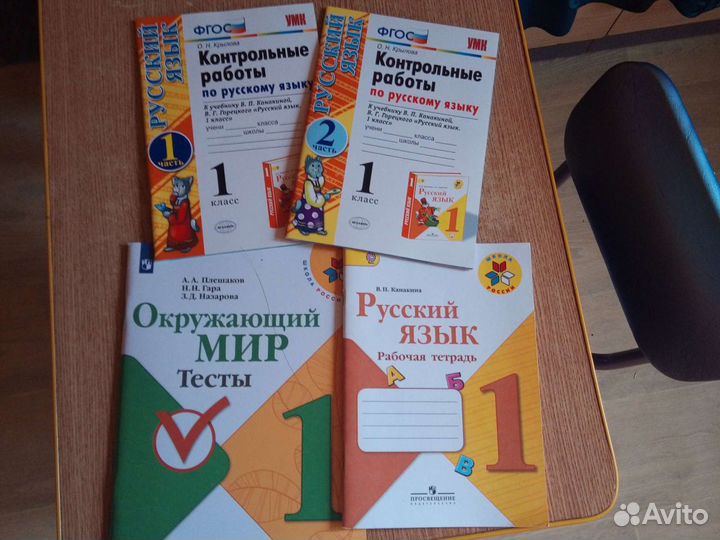 ФГОС
УМК
О. Н. Крылова
Контрольные
работы
по русскому языку
К учебнику В. П. Канакиной,
В. Г. Горецкого «Русский язык.
1 класс»
учени класса
школы
РУССКИЙ ЯЗЫК
1
часть
1
класс
ФГОС
УМК
О. Н. Крылова
Контрольные
работы
по русскому языку
К учебнику В. П. Канакиной,
В. Г. Горецкого «Русский язык.
1 класс»
учени класса
школы
РУССКИЙ ЯЗЫК
2
часть
1
класс
Русский
язык
1
А. А. Плешаков
Н. Н. Гара
З. Д. Назарова
Окружающий
МИР
Тесты
1
ШКОЛА РОССИИ
В. П. Канакина
Русский
ЯЗЫК
Рабочая тетрадь
А
Б
В
1
ШКОЛА
РОССИИ
ПРОСВЕЩЕНИЕ
ИЗДАТЕЛЬСТВО
Avito